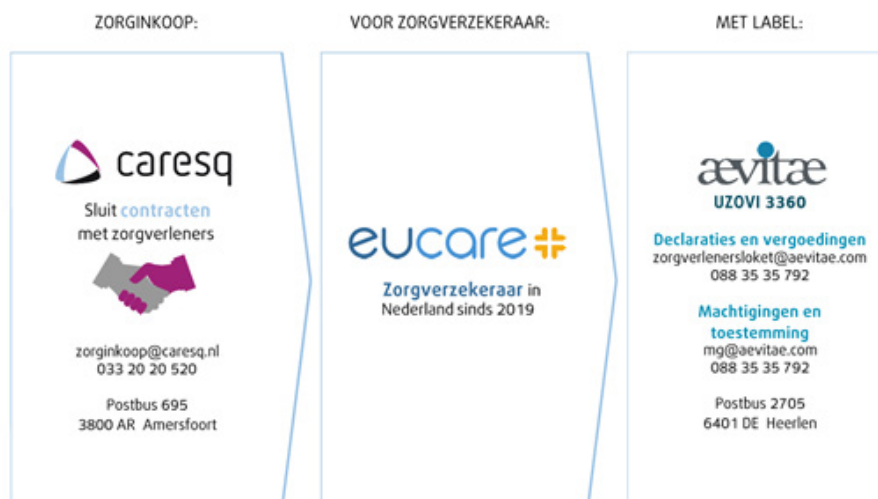 ZORGINKOOP:
caresq
Sluit contracten
met zorgverleners
zorginkoop@caresq.nl
033 20 20 520
Postbus 695
3800 AR Amersfoort
VOOR ZORGVERZEKERAAR:
eucare
Zorgverzekeraar in
Nederland sinds 2019
MET LABEL:
ævitæ
UZOVI 3360
Declaraties en vergoedingen
zorgverlenersloket@aevitae.com
088 35 35 792
Machtigingen en
toestemming
mg@aevitae.com
088 35 35 792
Postbus 2705
6401 DE Heerlen